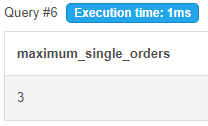 Query #6 Execution time: 1ms
maximum_single_orders
3